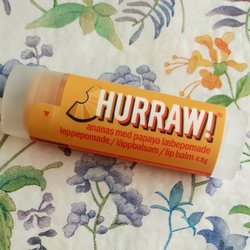 HURRAW!
ananas med papaya læbepomade
leppepomade / läppbalsam / lip balm 4.8g